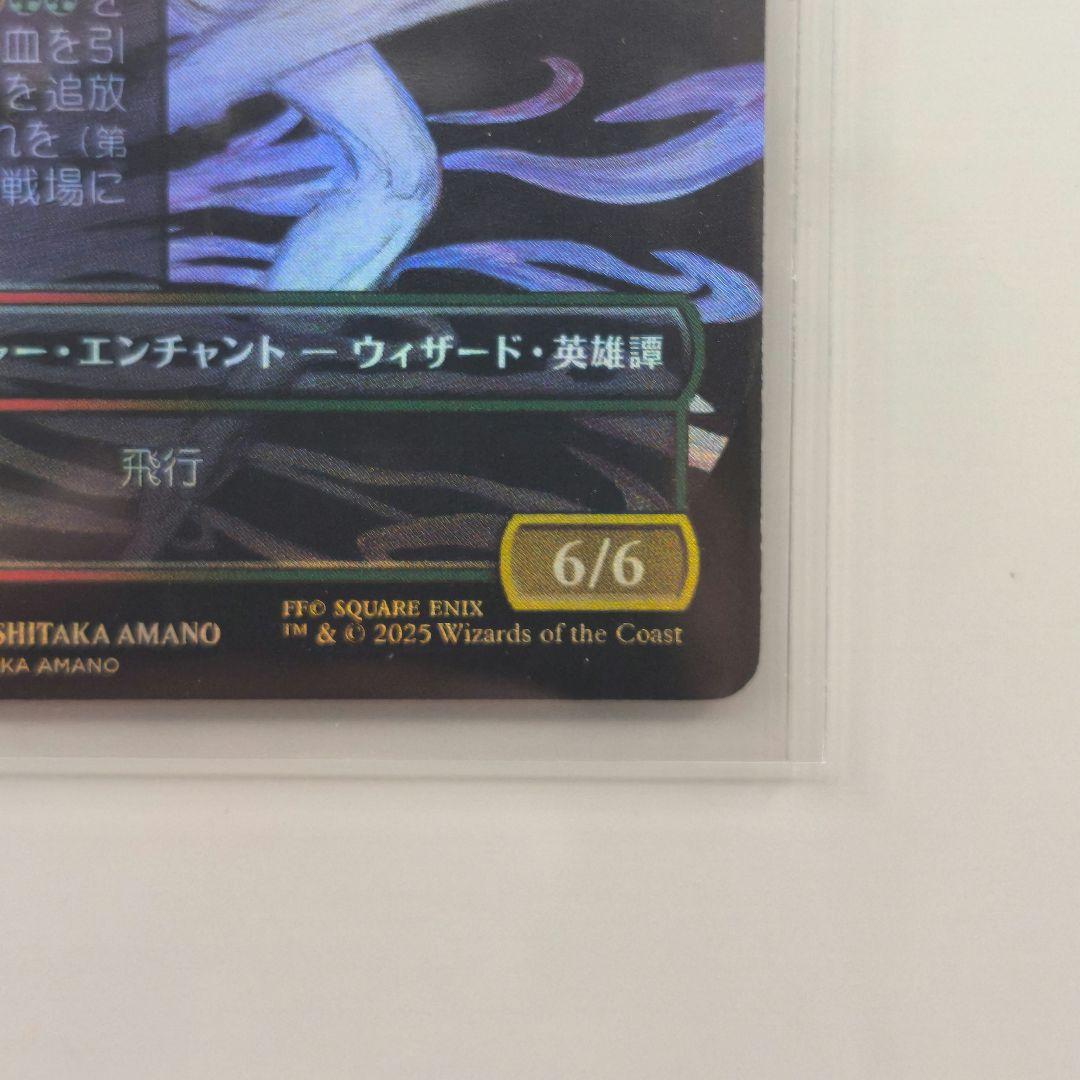 を
血を引
を追放
れを（第
戦場に
ャー・エンチャント ― ウィザード・英雄譚
飛行
6/6
FF© SQUARE ENIX
SHITAKA AMANO
™ & © 2025 Wizards of the Coast
KA AMANO